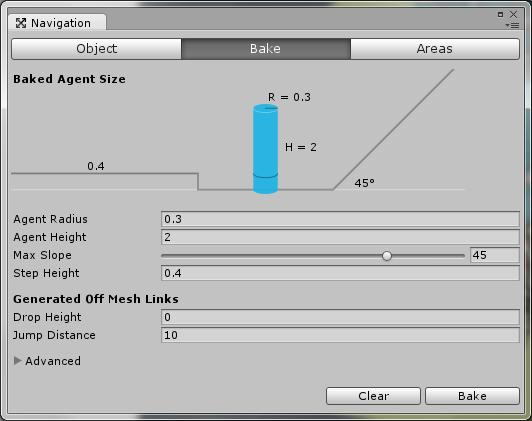 Navigation
Object Bake Areas
Baked Agent Size
R = 0.3
H = 2
0.4
45°
Agent Radius 0.3
Agent Height 2
Max Slope 45
Step Height 0.4
Generated Off Mesh Links
Drop Height 0
Jump Distance 10
Advanced
Clear Bake